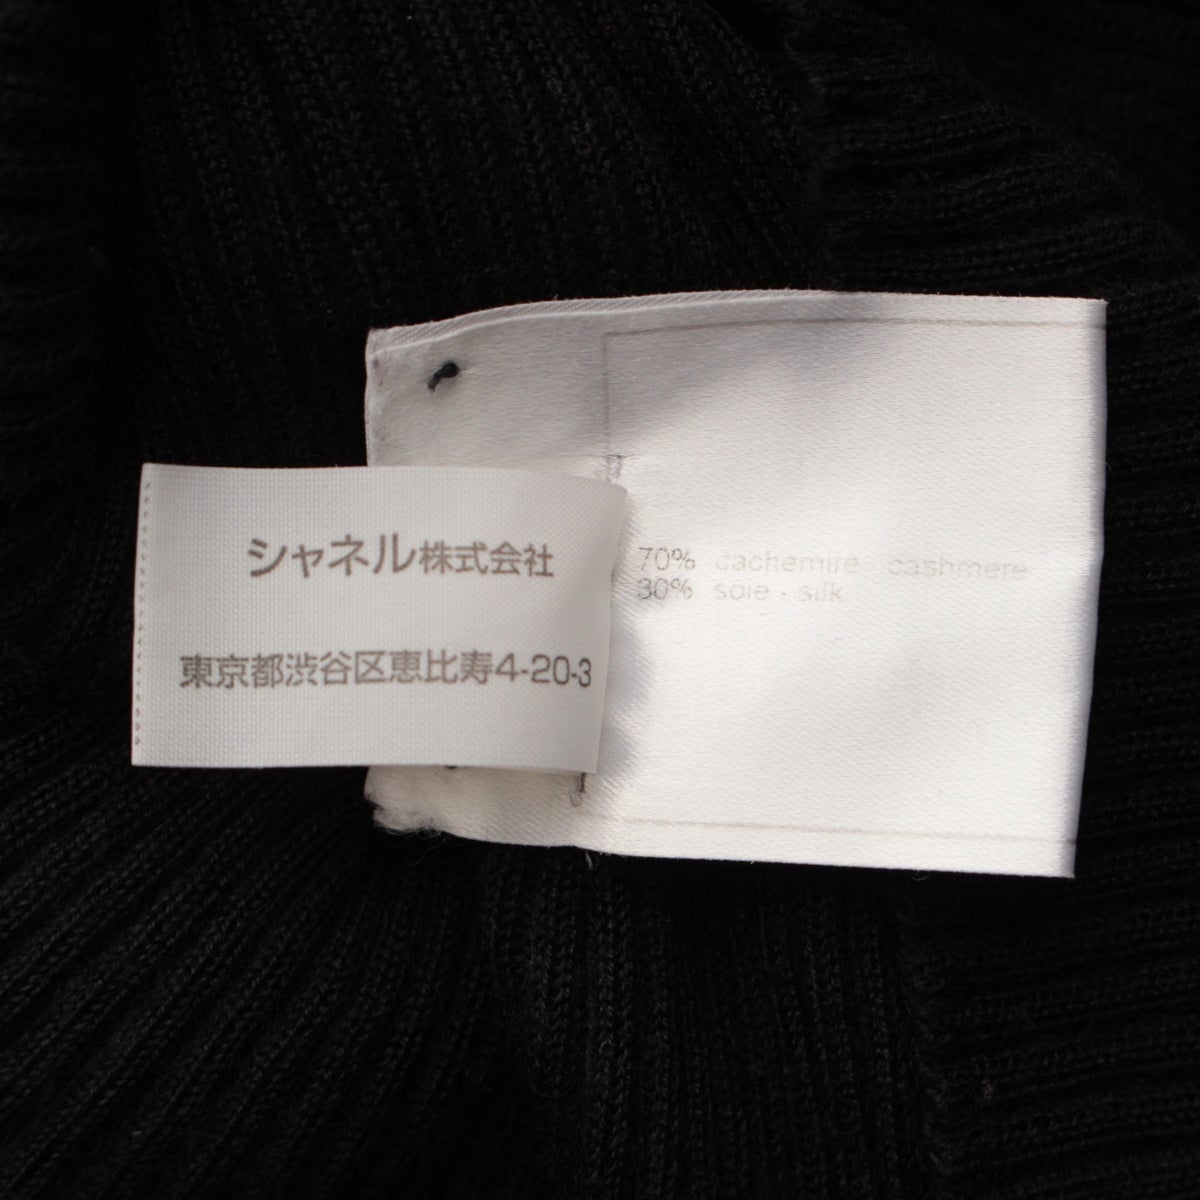 シャネル株式会社
東京都渋谷区恵比寿4-20-3
70% cachemire - cashmere
30% soie - silk